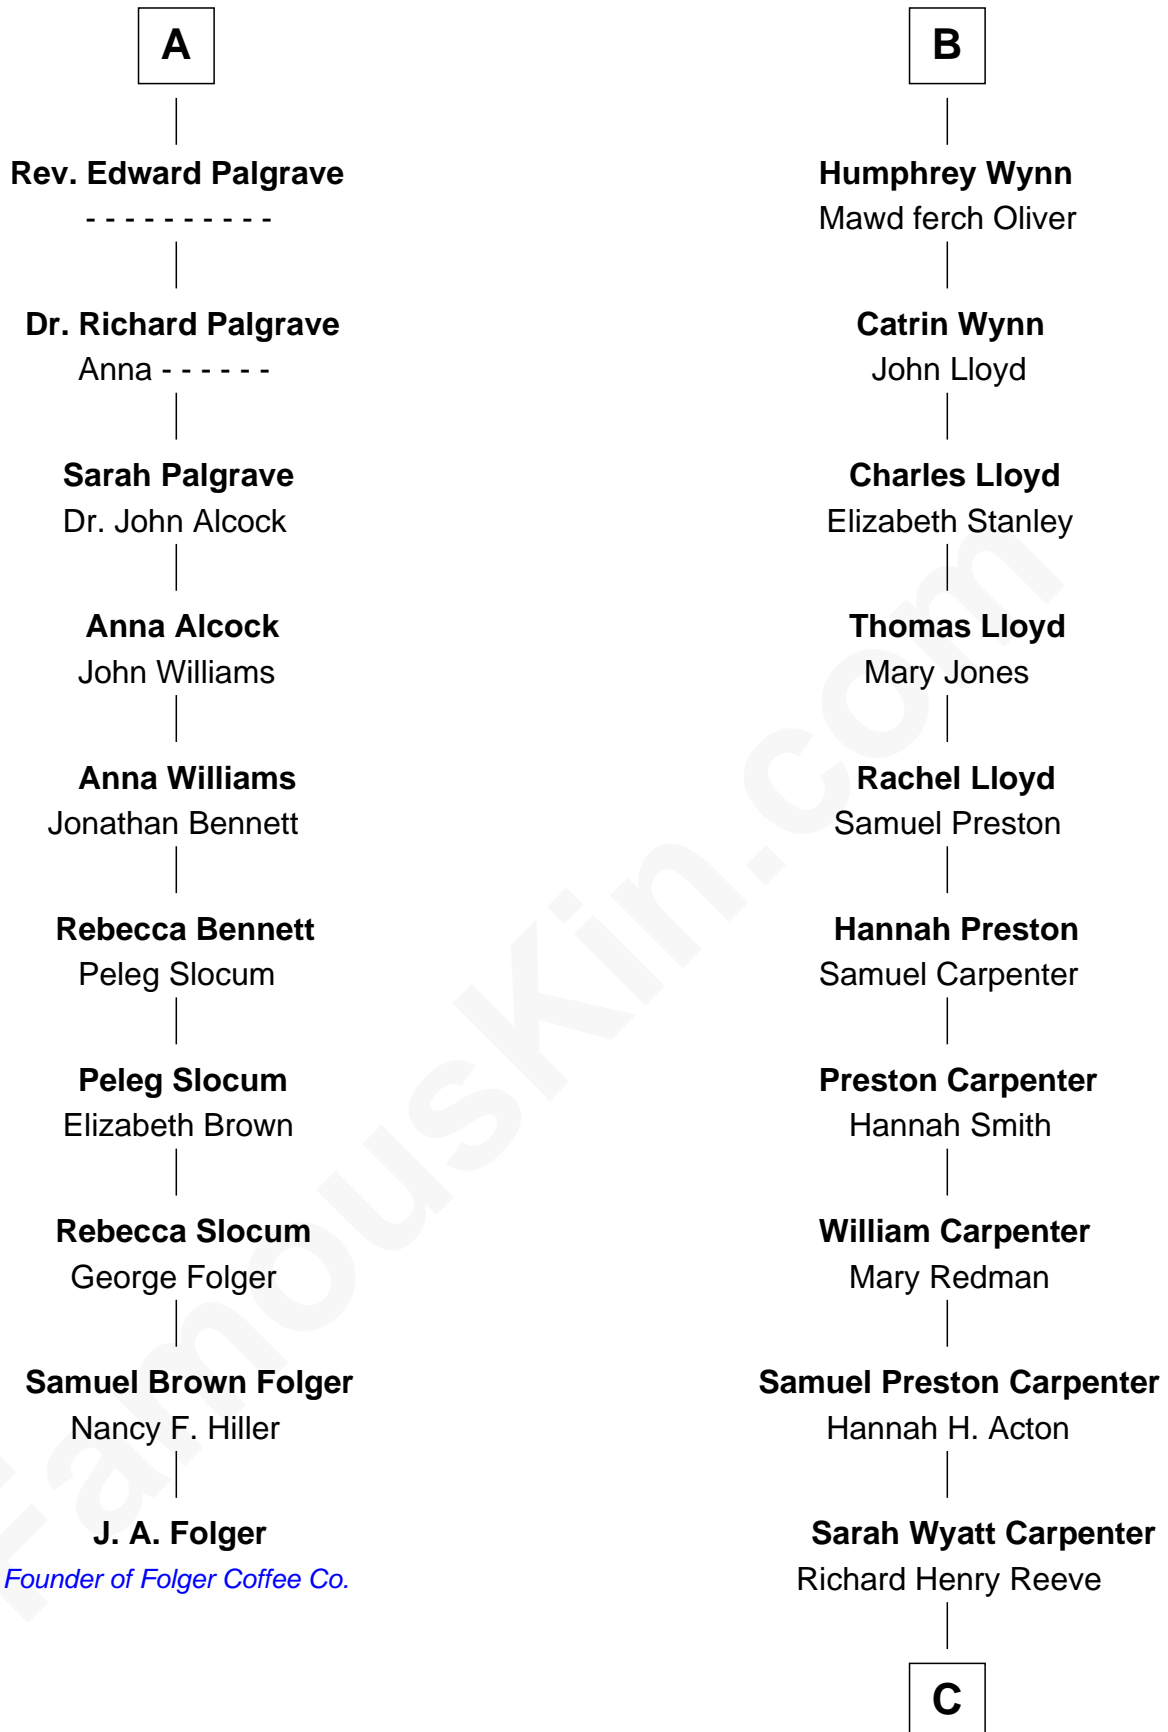 A
Rev. Edward Palgrave
- - - - - - - - - -
Dr. Richard Palgrave
Anna - - - - - -
Sarah Palgrave
Dr. John Alcock
Anna Alcock
John Williams
Anna Williams
Jonathan Bennett
Rebecca Bennett
Peleg Slocum
Peleg Slocum
Elizabeth Brown
Rebecca Slocum
George Folger
Samuel Brown Folger
Nancy F. Hiller
J. A. Folger
Founder of Folger Coffee Co.
B
Humphrey Wynn
Mawd ferch Oliver
Catrin Wynn
John Lloyd
Charles Lloyd
Elizabeth Stanley
Thomas Lloyd
Mary Jones
Rachel Lloyd
Samuel Preston
Hannah Preston
Samuel Carpenter
Preston Carpenter
Hannah Smith
William Carpenter
Mary Redman
Samuel Preston Carpenter
Hannah H. Acton
Sarah Wyatt Carpenter
Richard Henry Reeve
C
FamousKin.com